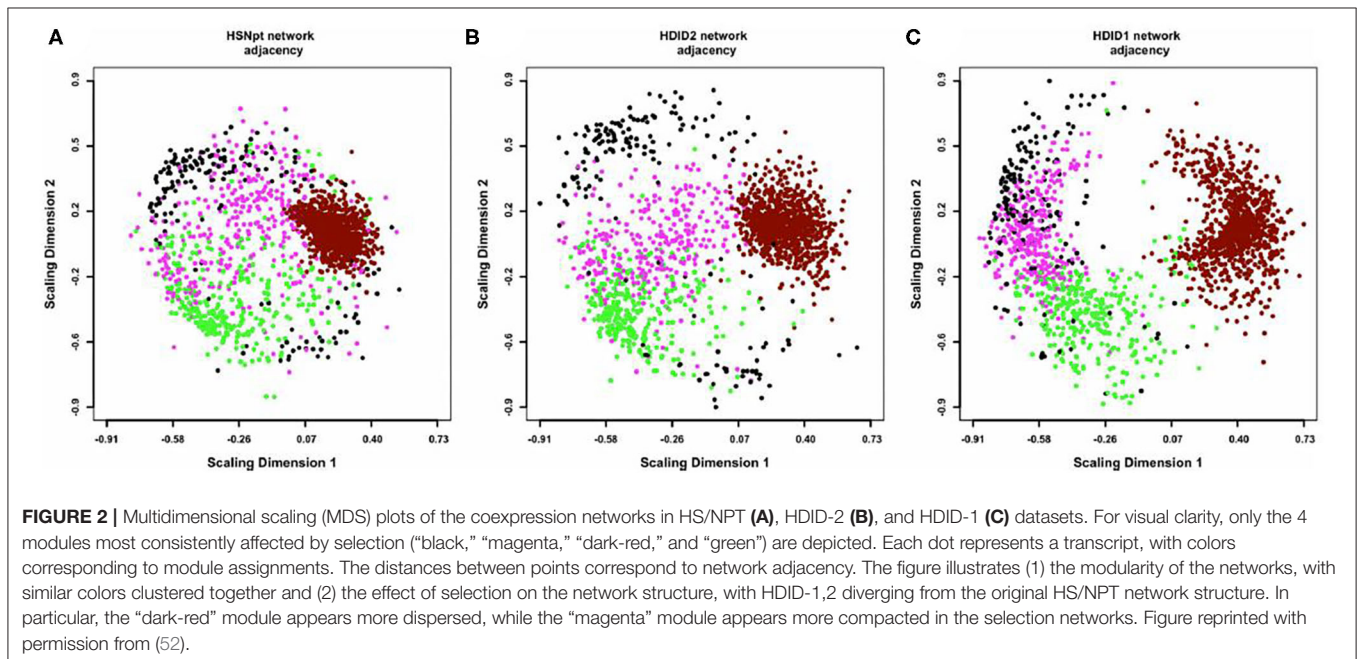 A
HSNpt network
adjacency
B
HDID2 network
adjacency
C
HDID1 network
adjacency
Scaling Dimension 2
0.9
0.5
0.2
-0.2
-0.6
-0.9
-0.91 -0.58 -0.26 0.07 0.40 0.73
Scaling Dimension 1
Scaling Dimension 2
0.9
0.5
0.2
-0.2
-0.6
-0.9
-0.91 -0.58 -0.26 0.07 0.40 0.73
Scaling Dimension 1
Scaling Dimension 2
0.9
0.5
0.2
-0.2
-0.6
-0.9
-0.91 -0.58 -0.26 0.07 0.40 0.73
Scaling Dimension 1
FIGURE 2 | Multidimensional scaling (MDS) plots of the coexpression networks in HS/NPT (A), HDID-2 (B), and HDID-1 (C) datasets. For visual clarity, only the 4
modules most consistently affected by selection (“black,” “magenta,” “dark-red,” and “green”) are depicted. Each dot represents a transcript, with colors
corresponding to module assignments. The distances between points correspond to network adjacency. The figure illustrates (1) the modularity of the networks, with
similar colors clustered together and (2) the effect of selection on the network structure, with HDID-1,2 diverging from the original HS/NPT network structure. In
particular, the “dark-red” module appears more dispersed, while the “magenta” module appears more compacted in the selection networks. Figure reprinted with
permission from (52).